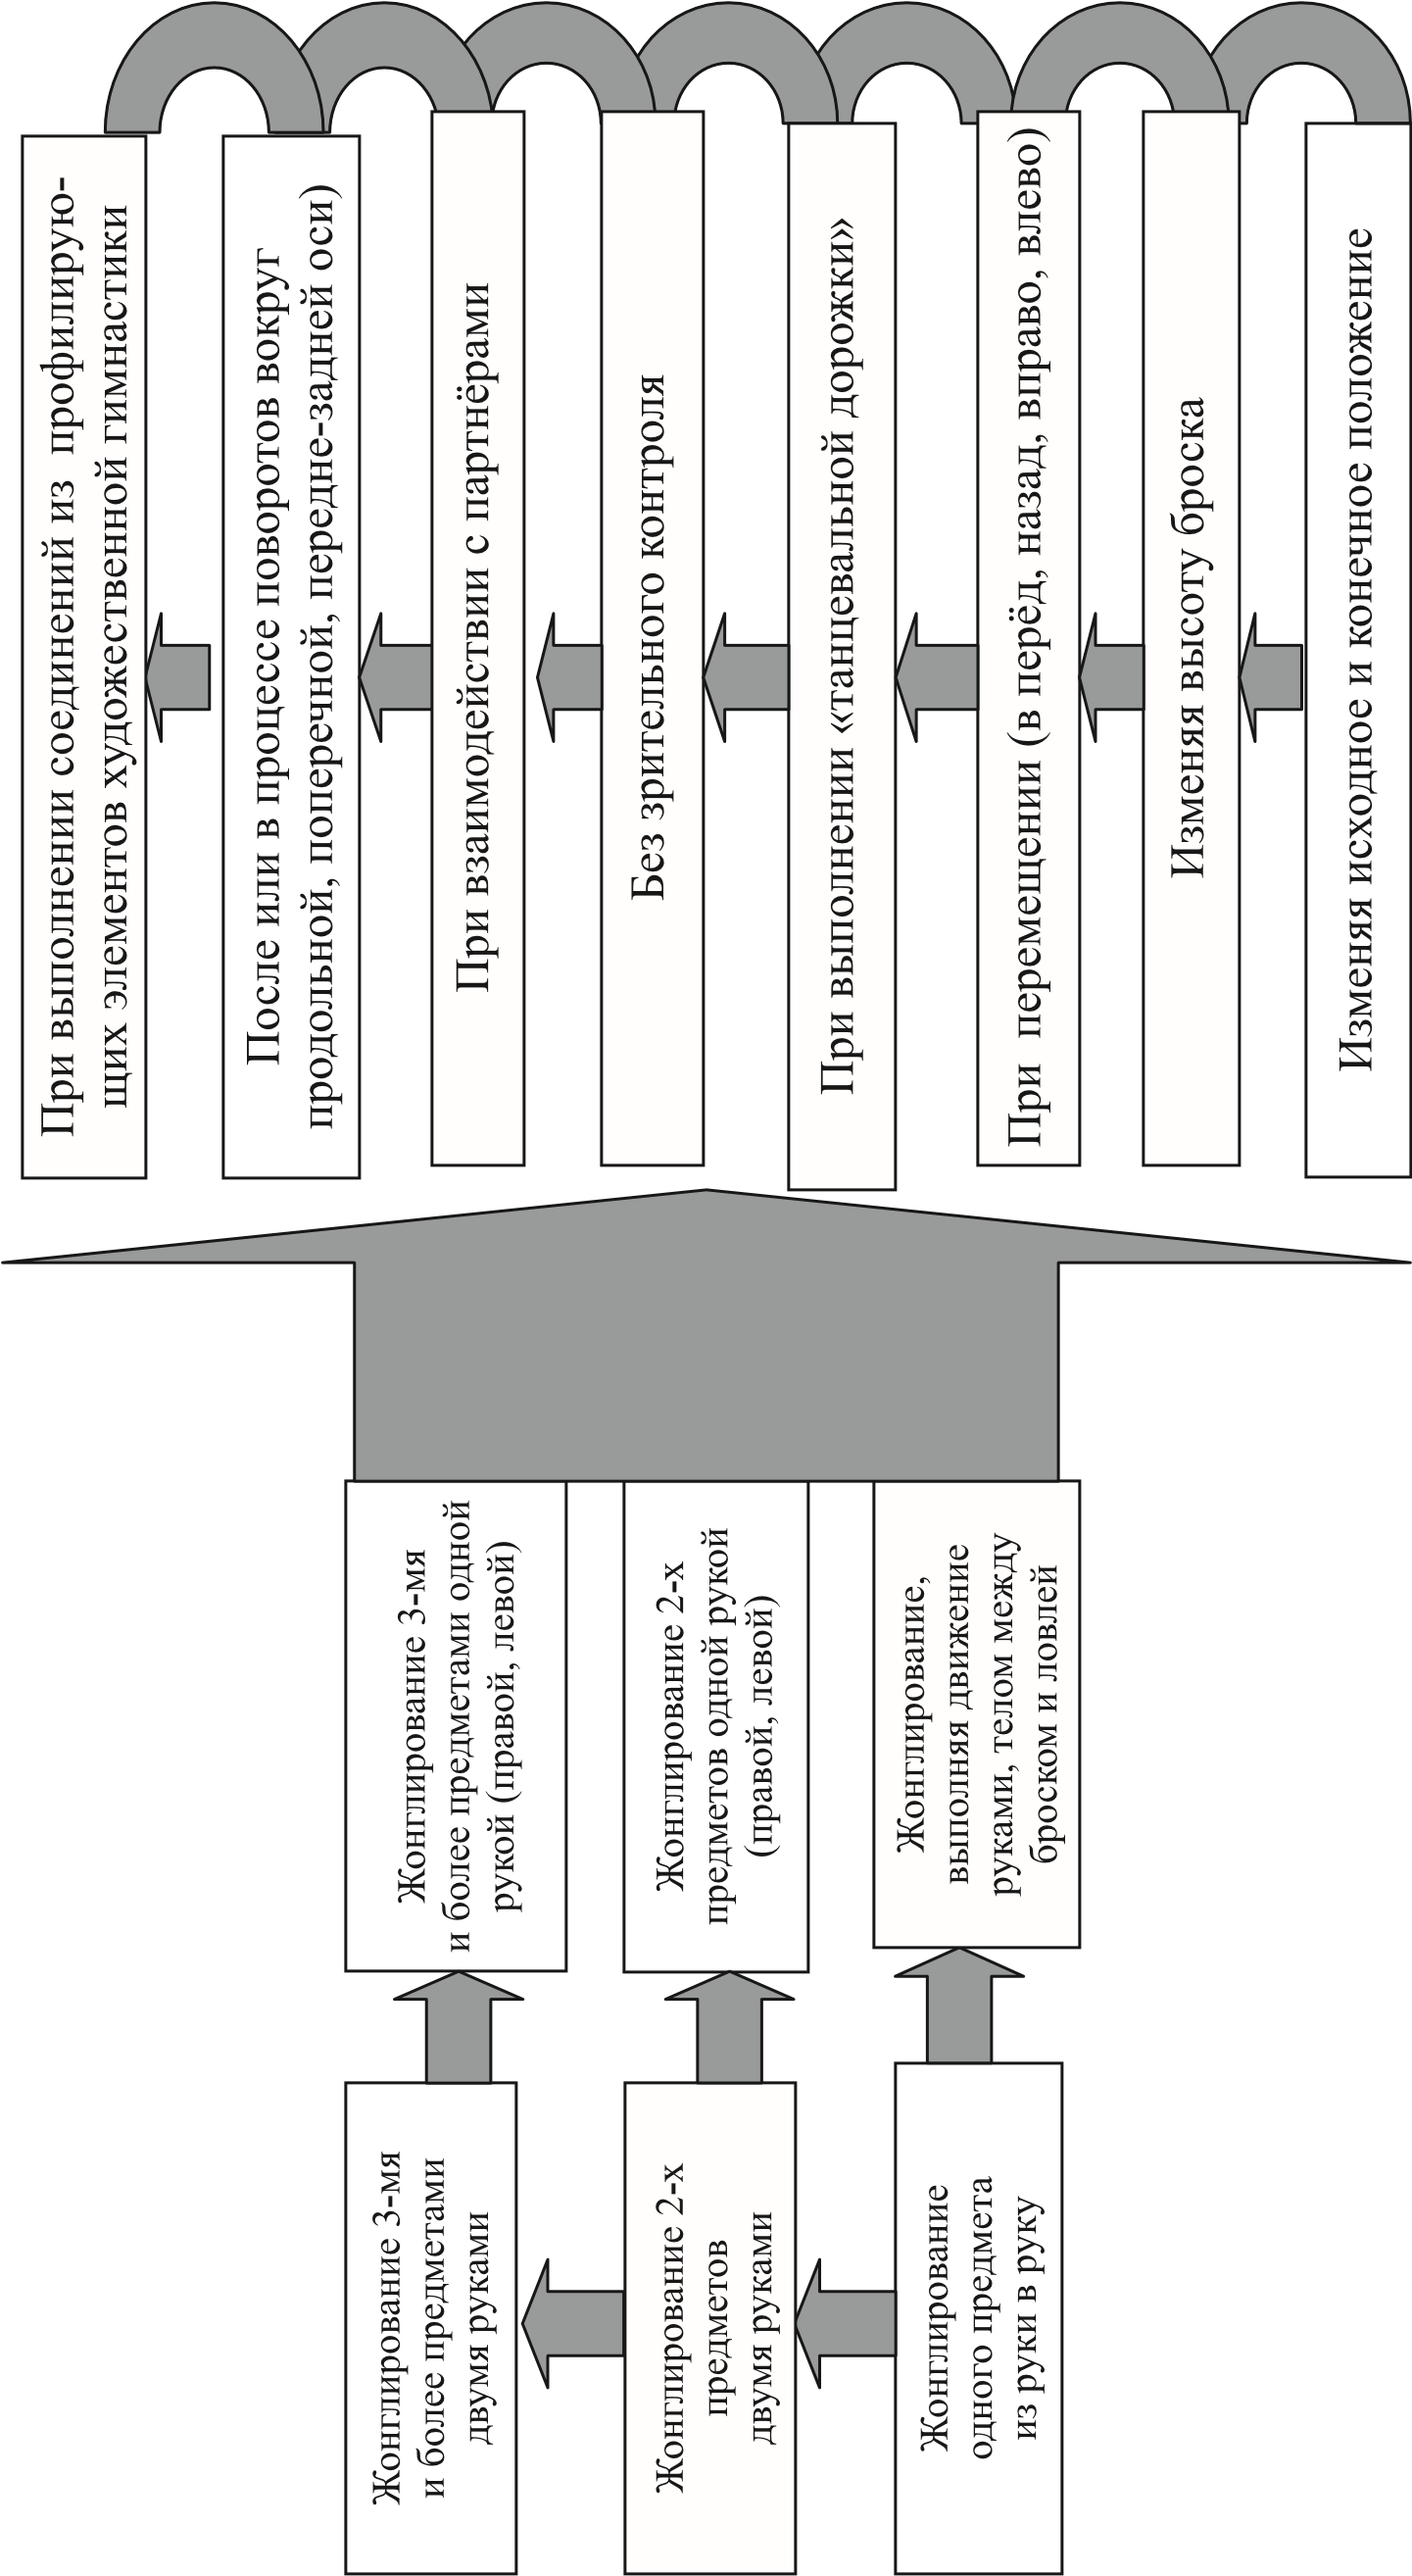 При выполнении соединений из профилирую-
щих элементов художественной гимнастики
После или в процессе поворотов вокруг
продольной, поперечной, передне-задней оси)
При взаимодействии с партнёрами
Без зрительного контроля
При выполнении «танцевальной дорожки»
При перемещении (в перёд, назад, вправо, влево)
Изменяя высоту броска
Изменяя исходное и конечное положение
Жонглирование 3-мя
и более предметами одной
рукой (правой, левой)
Жонглирование 2-х
предметов одной рукой
(правой, левой)
Жонглирование,
выполняя движение
руками, телом между
броском и ловлей
Жонглирование 3-мя
и более предметами
двумя руками
Жонглирование 2-х
предметов
двумя руками
Жонглирование
одного предмета
из руки в руку